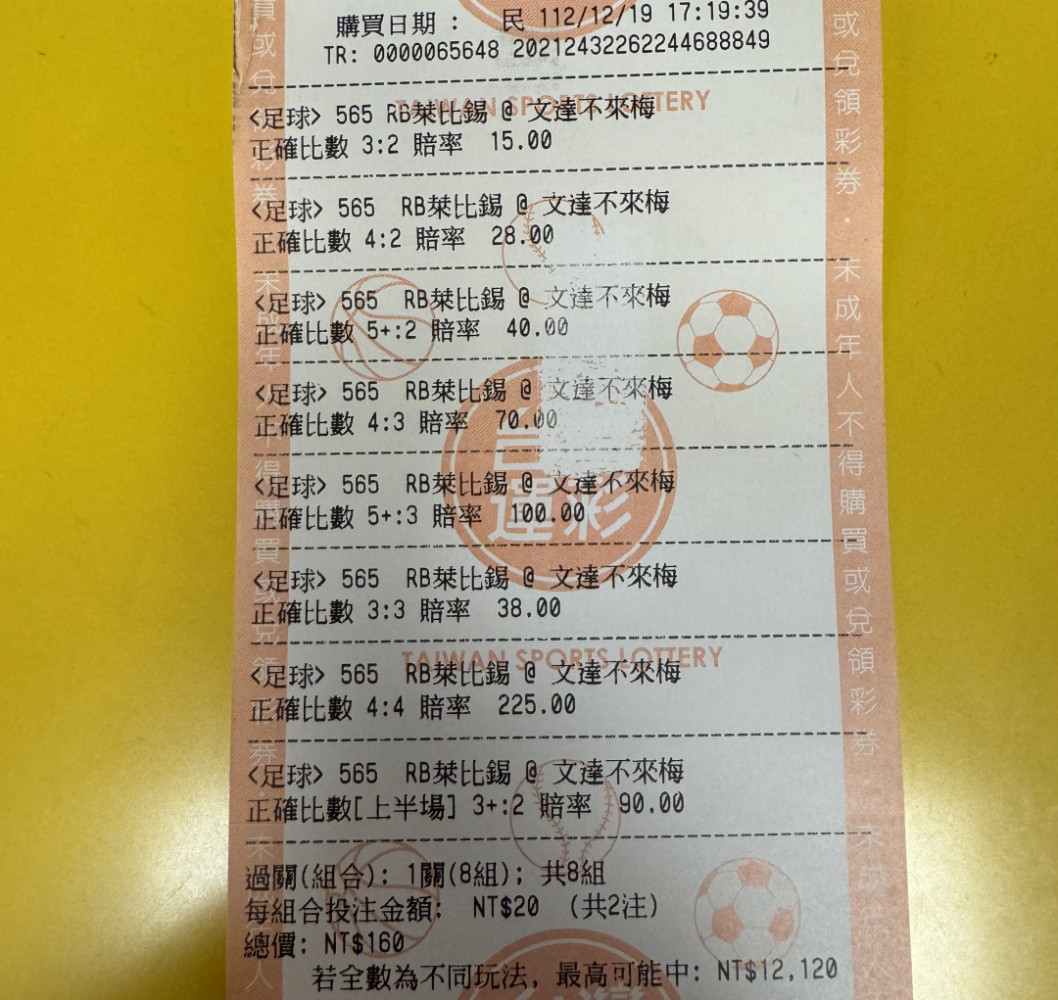 購買日期 : 民 112/12/19 17:19:39
TR: 0000065648 202124322262244688849
TAIWAN SPORTS LOTTERY
<足球> 565 RB萊比錫 @ 文達不來梅
正確比數 3:2 賠率 15.00
<足球> 565 RB萊比錫 @ 文達不來梅
正確比數 4:2 賠率 28.00
<足球> 565 RB萊比錫 @ 文達不來梅
正確比數 5+:2 賠率 40.00
<足球> 565 RB萊比錫 @ 文達不來梅
正確比數 4:3 賠率 70.00
<足球> 565 RB萊比錫 @ 文達不來梅
正確比數 5+:3 賠率 100.00
運彩
<足球> 565 RB萊比錫 @ 文達不來梅
正確比數 3:3 賠率 38.00
TAIWAN SPORTS LOTTERY
<足球> 565 RB萊比錫 @ 文達不來梅
正確比數 4:4 賠率 225.00
<足球> 565 RB萊比錫 @ 文達不來梅
正確比數[上半場] 3+:2 賠率 90.00
過關(組合): 1關(8組); 共8組
每組合投注金額: NT$20 (共2注)
總價: NT$160
若全數為不同玩法, 最高可能中: NT$12,120
或兌領彩券．未成年人不得購買或兌領彩券